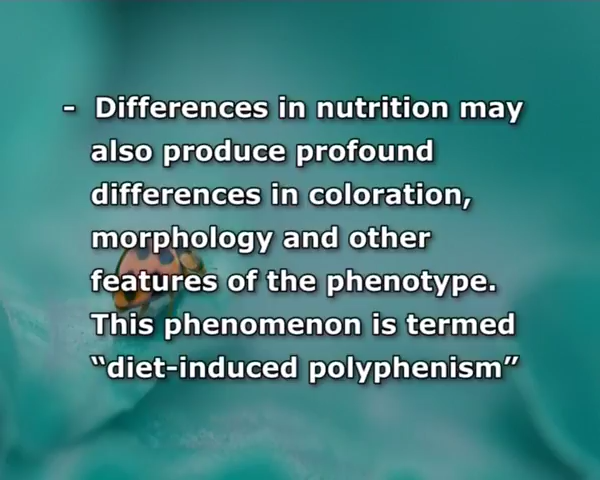 - Differences in nutrition may
also produce profound
differences in coloration,
morphology and other
features of the phenotype.
This phenomenon is termed
“diet-induced polyphenism”